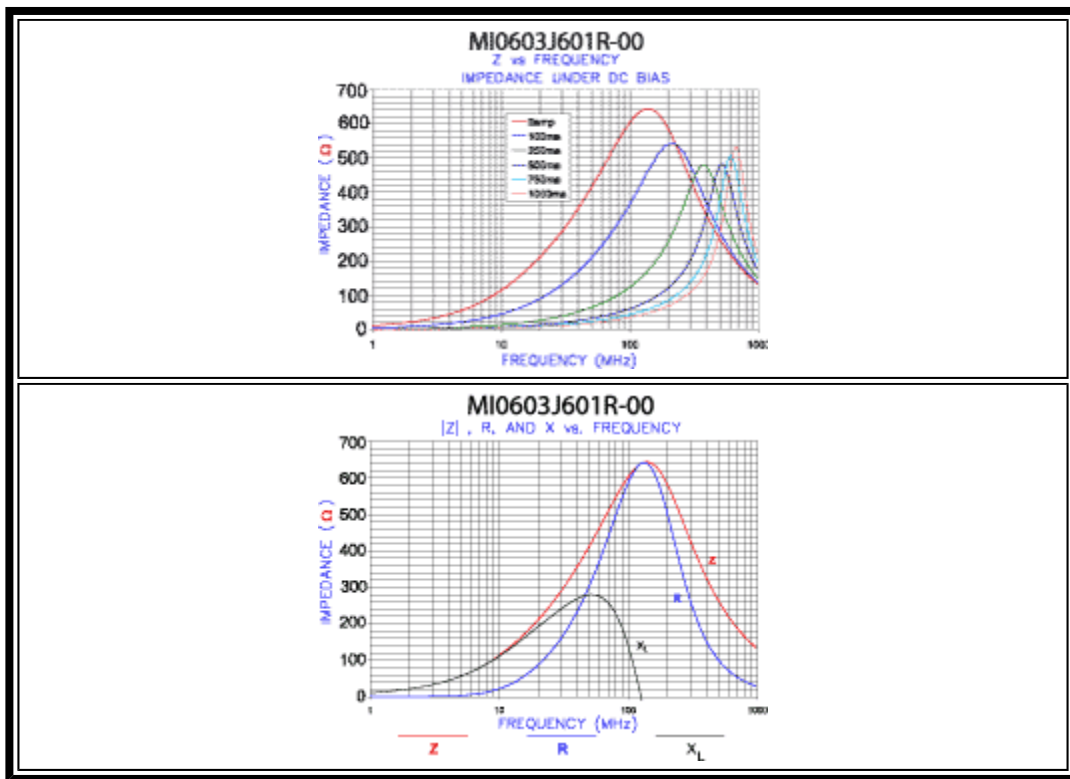 MI0603J601R-00
Z vs FREQUENCY
IMPEDANCE UNDER DC BIAS
700
600
500
400
300
200
100
0
IMPEDANCE (Ω)
100ma
250ma
500ma
750ma
1000ma
1 10 100
FREQUENCY (MHz)
MI0603J601R-00
|Z| , R, AND X vs. FREQUENCY
700
600
500
400
300
200
100
0
IMPEDANCE (Ω)
Z
R
XL
1 10 100 1000
FREQUENCY (MHz)
Z R XL